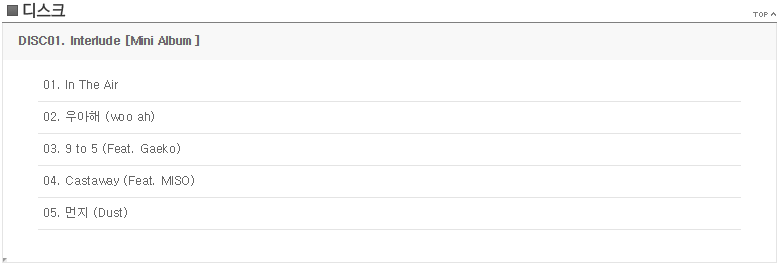 디스크
TOP
DISC01. Interlude [Mini Album]
01. In The Air
02. 우아해 (woo ah)
03. 9 to 5 (Feat. Gaeko)
04. Castaway (Feat. MISO)
05. 먼지 (Dust)